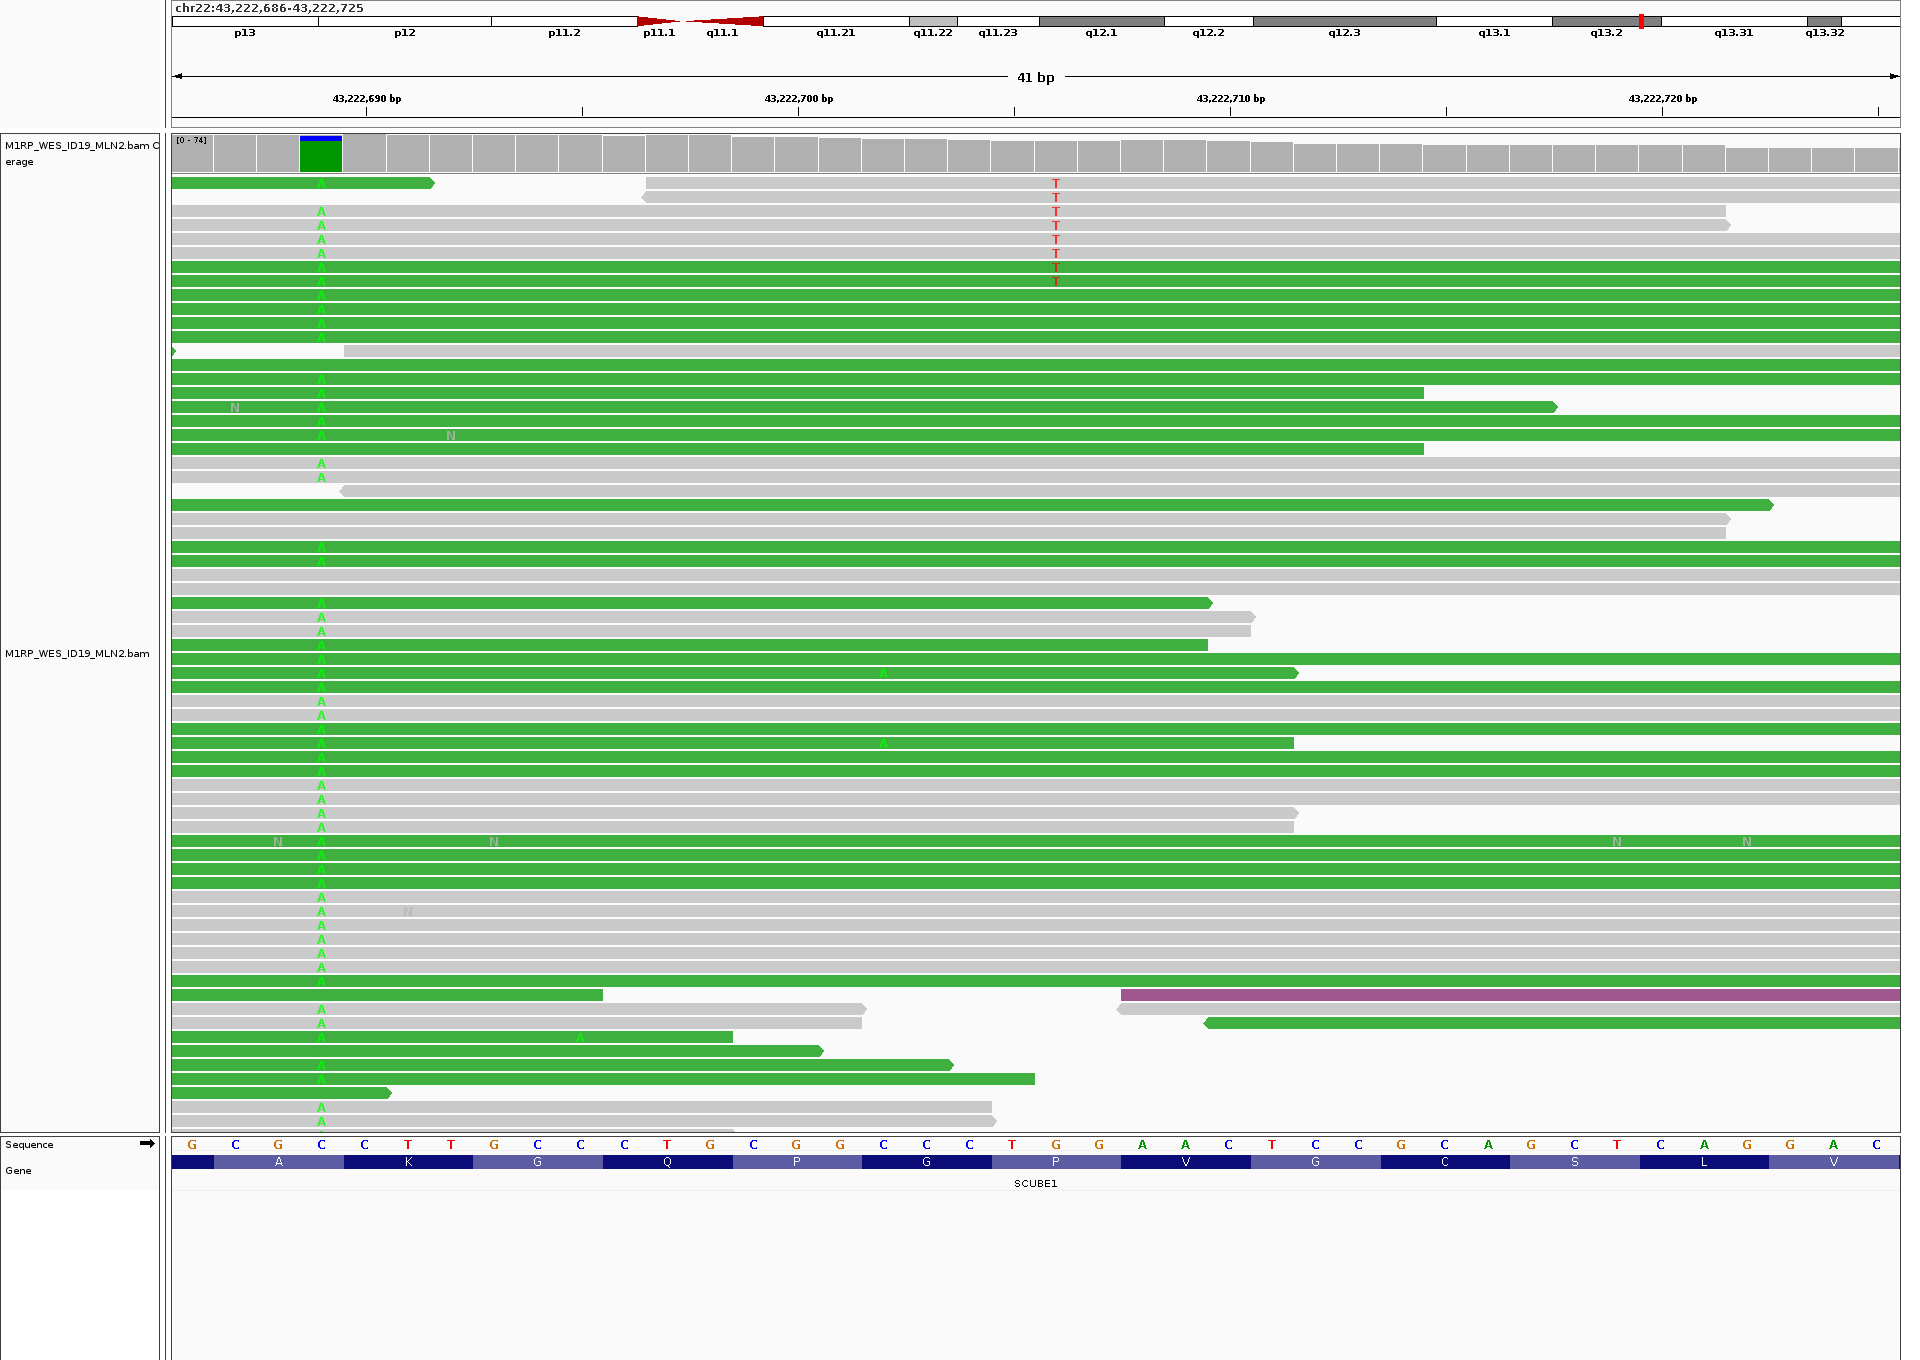 chr22:43,222,686-43,222,725
p13 p12 p11.2 p11.1 q11.1 q11.21 q11.22 q11.23 q12.1 q12.2 q12.3 q13.1 q13.2 q13.31 q13.32
41 bp
43,222,690 bp 43,222,700 bp 43,222,710 bp 43,222,720 bp
[0 - 74]
M1RP_WES_ID19_MLN2.bam C
erage
A T
T
A T
A T
A T
A T
A T
A T
A
A
A
A
A
A
N A
A
A N
A
A
A
A
A
A
A
A
A
A A
A
A
A
A
M1RP_WES_ID19_MLN2.bam
A A
A
A
A
A
A
A
N A N N N
A
A
A
A
A N
A
A
A
A
A
A
A
A A
A
A
A
A
Sequence G C G C C T T G C C C T G C G G C C C T G G A A C T C C G C A G C T C A G G A C
Gene A K G Q P G P V G C S L V
SCUBE1